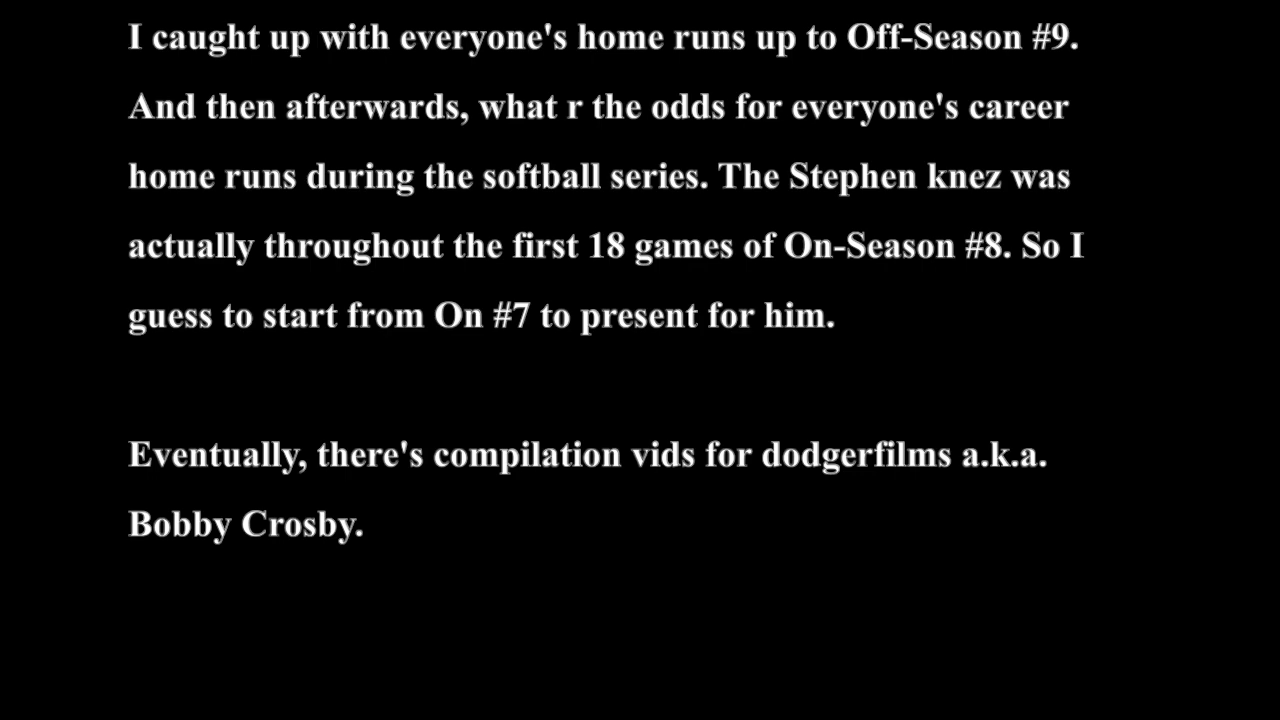 I caught up with everyone's home runs up to Off-Season #9.
And then afterwards, what r the odds for everyone's career
home runs during the softball series. The Stephen knez was
actually throughout the first 18 games of On-Season #8. So I
guess to start from On #7 to present for him.
Eventually, there's compilation vids for dodgerfilms a.k.a.
Bobby Crosby.